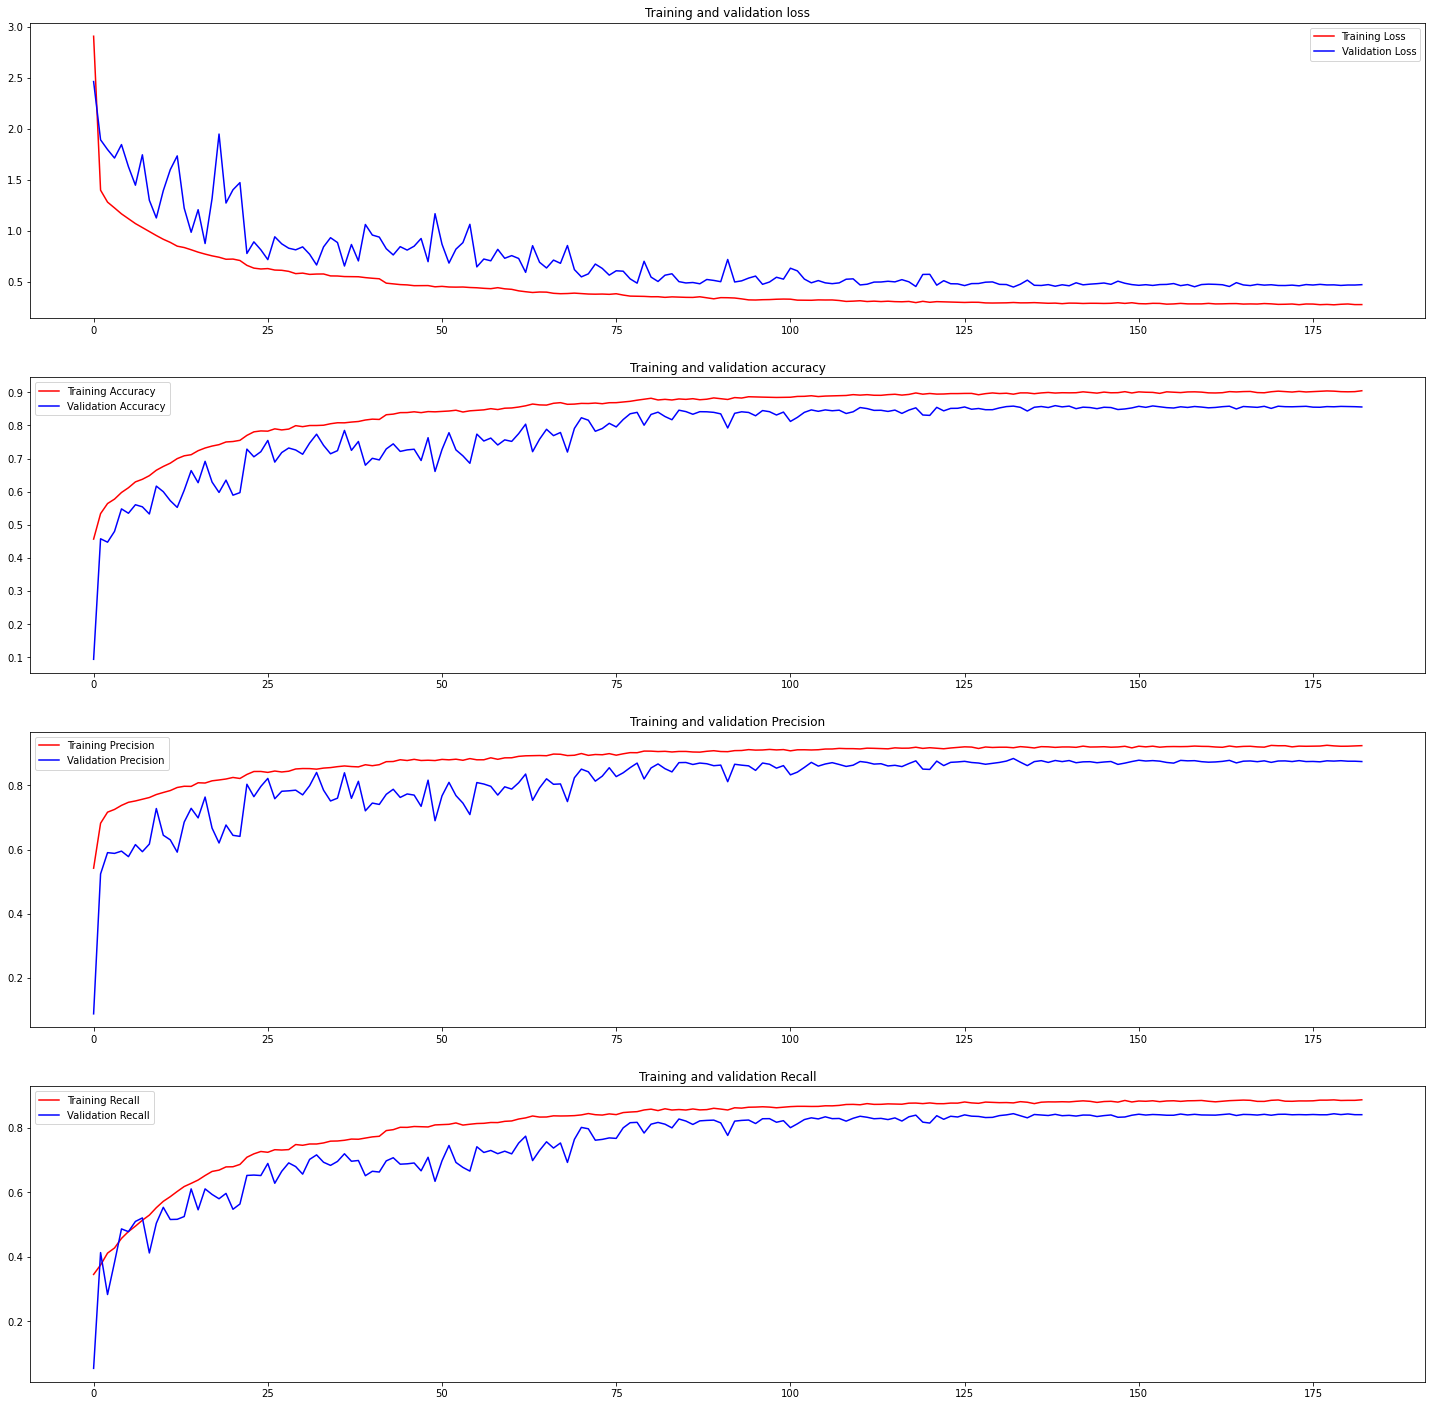 Training and validation loss
3.0
2.5
2.0
1.5
1.0
0.5
Training Loss
Validation Loss
0 25 50 75 100 125 150 175
Training and validation accuracy
0.9
0.8
0.7
0.6
0.5
0.4
0.3
0.2
0.1
Training Accuracy
Validation Accuracy
0 25 50 75 100 125 150 175
Training and validation Precision
0.8
0.6
0.4
0.2
Training Precision
Validation Precision
0 25 50 75 100 125 150 175
Training and validation Recall
0.8
0.6
0.4
0.2
Training Recall
Validation Recall
0 25 50 75 100 125 150 175